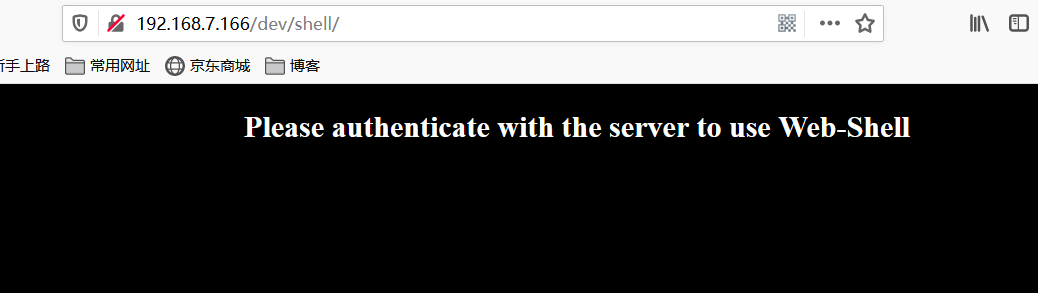 192.168.7.166/dev/shell/
新手上路 常用网址 京东商城 博客
Please authenticate with the server to use Web-Shell